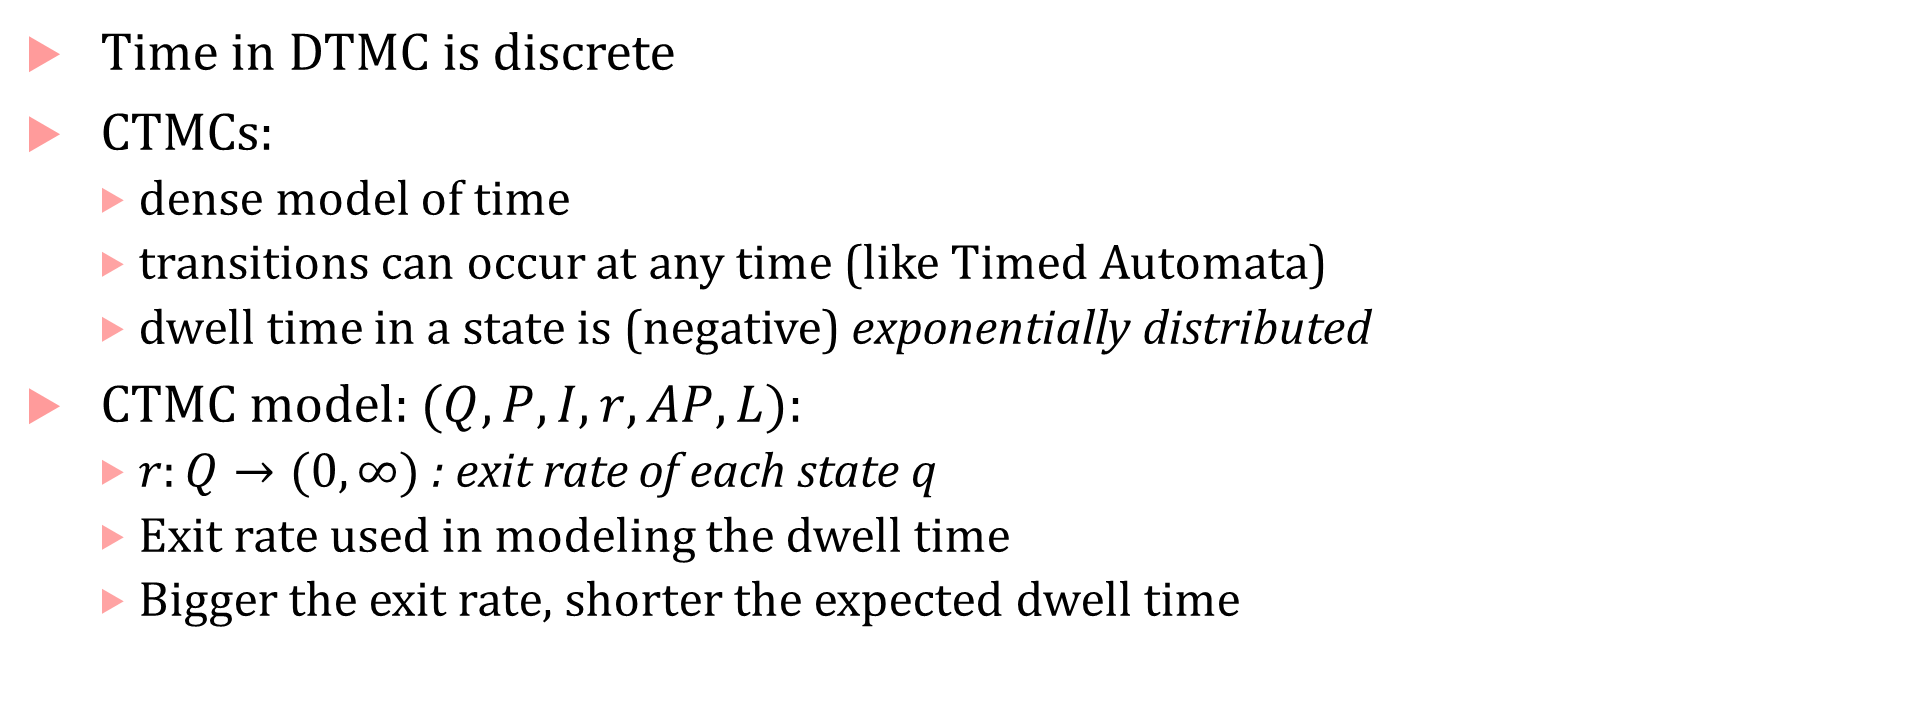 Time in DTMC is discrete
CTMCs:
dense model of time
transitions can occur at any time (like Timed Automata)
dwell time in a state is (negative) exponentially distributed
CTMC model: (Q, P, I, r, AP, L):
r: Q → (0, ∞) : exit rate of each state q
Exit rate used in modeling the dwell time
Bigger the exit rate, shorter the expected dwell time